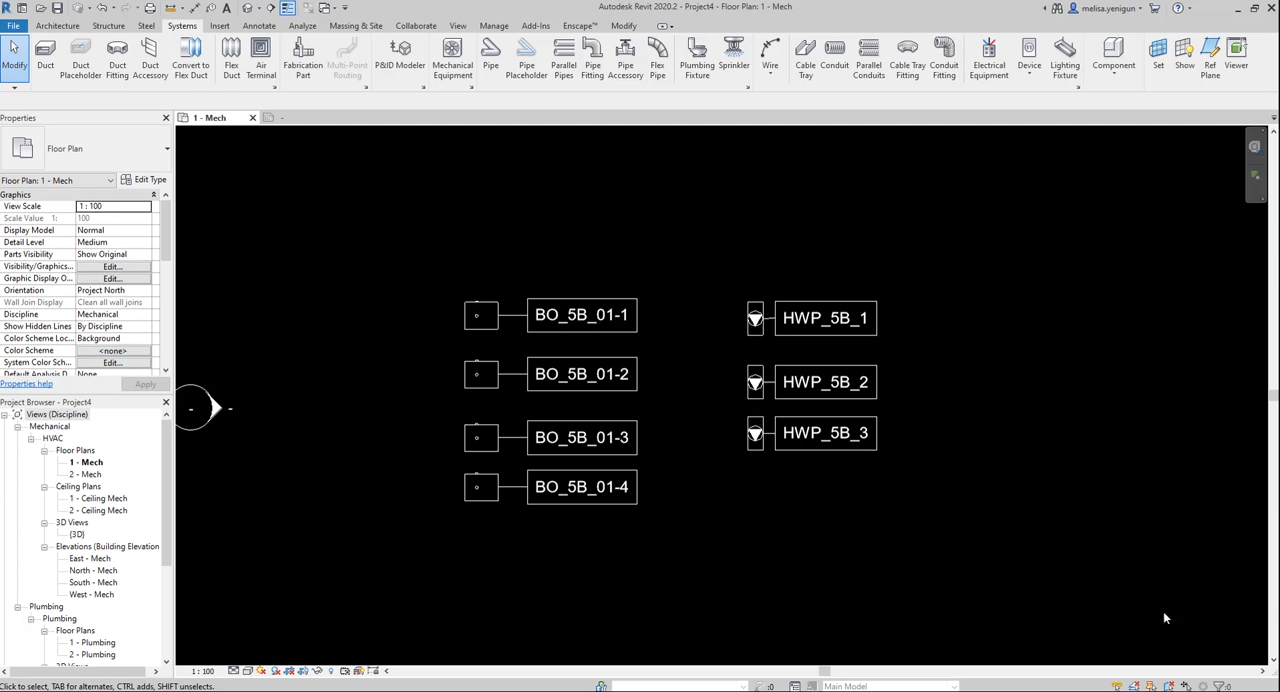 Autodesk Revit 2020.2 - Project4 - Floor Plan: 1 - Mech
melisa.yenigun
File Architecture Structure Steel Systems Insert Annotate Analyze Massing & Site Collaborate View Manage Add-Ins Enscape™ Modify
Modify Duct Duct Placeholder Duct Fitting Duct Accessory Convert to Flex Duct Flex Duct Air Terminal Fabrication Part Multi-Point Routing P&ID Modeler Mechanical Equipment Pipe Pipe Placeholder Parallel Pipes Pipe Fitting Pipe Accessory Flex Pipe Plumbing Fixture Sprinkler Wire Cable Tray Conduit Parallel Conduits Cable Tray Fitting Conduit Fitting Electrical Equipment Device Lighting Fixture Component Set Show Ref Plane Viewer
Properties
1 - Mech
-
Floor Plan
Floor Plan: 1 - Mech
Edit Type
Graphics
View Scale 1 : 100
Scale Value 1: 100
Display Model Normal
Detail Level Medium
Parts Visibility Show Original
Visibility/Graphics... Edit...
Graphic Display O... Edit...
Orientation Project North
Wall Join Display Clean all wall joins
Discipline Mechanical
Show Hidden Lines By Discipline
Color Scheme Loc... Background
Color Scheme <none>
System Color Sch... Edit...
Default Analysis D... None
Properties help
Apply
Project Browser - Project4
Views (Discipline)
Mechanical
HVAC
Floor Plans
1 - Mech
2 - Mech
Ceiling Plans
1 - Ceiling Mech
2 - Ceiling Mech
3D Views
{3D}
Elevations (Building Elevation
East - Mech
North - Mech
South - Mech
West - Mech
Plumbing
Plumbing
Floor Plans
1 - Plumbing
2 - Plumbing
BO_5B_01-1
BO_5B_01-2
BO_5B_01-3
BO_5B_01-4
HWP_5B_1
HWP_5B_2
HWP_5B_3
- -
1 : 100
Click to select, TAB for alternates, CTRL adds, SHIFT unselects.
:0
Main Model
:0